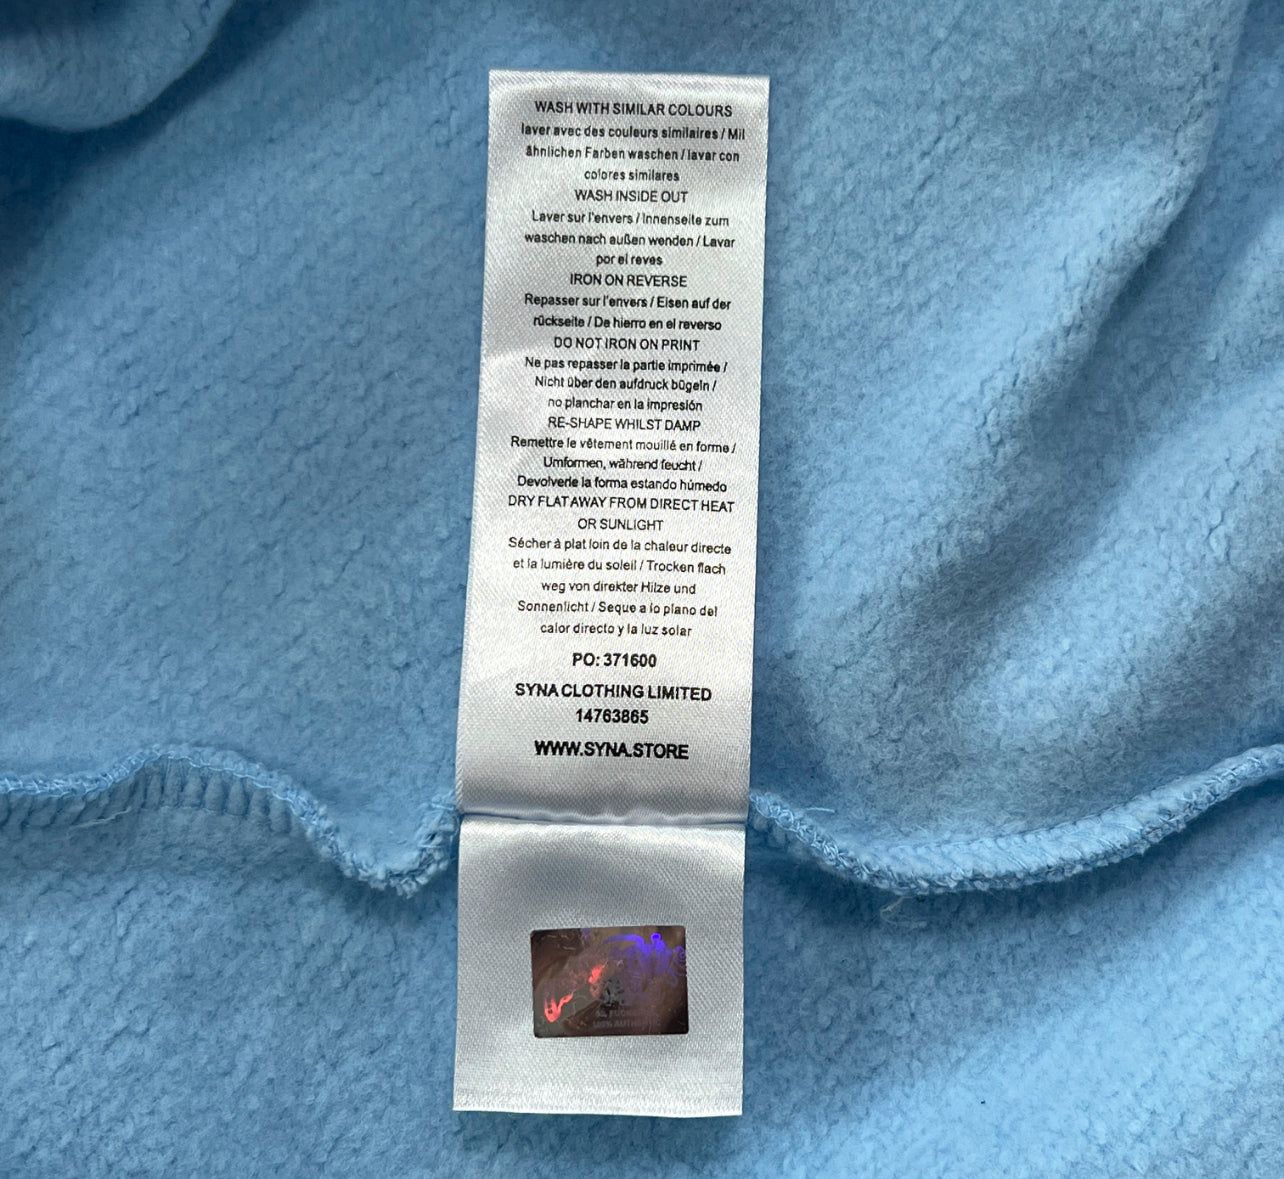 WASH WITH SIMILAR COLOURS
laver avec des couleurs similaires / Mil
ähnlichen Farben waschen / lavar con
colores similares
WASH INSIDE OUT
Laver sur l'envers / Innenseite zum
waschen nach außen wenden / Lavar
por el reves
IRON ON REVERSE
Repasser sur l'envers / Eisen auf der
rückseite / De hierro en el reverso
DO NOT IRON ON PRINT
Ne pas repasser la partie imprimée /
Nicht über den aufdruck bügeln /
no planchar en la impresión
RE-SHAPE WHILST DAMP
Remettre le vêtement mouillé en forme /
Umformen, während feucht /
Devolverle la forma estando húmedo
DRY FLAT AWAY FROM DIRECT HEAT
OR SUNLIGHT
Sécher à plat loin de la chaleur directe
et la lumière du soleil / Trocken flach
weg von direkter Hilze und
Sonnenlicht / Seque a lo plano del
calor directo y la luz solar
PO: 371600
SYNA CLOTHING LIMITED
14763865
WWW.SYNA.STORE
100%